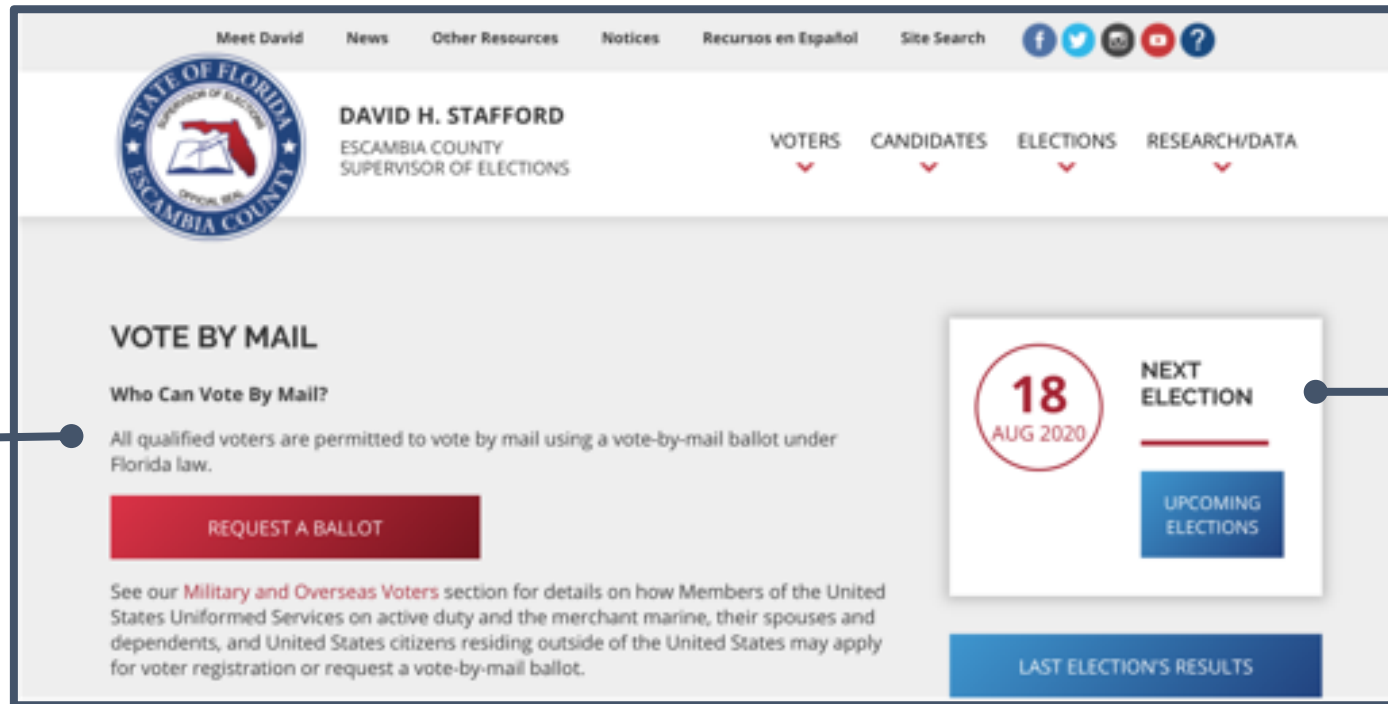 Meet David News Other Resources Notices Recursos en Español Site Search
STATE OF FLORIDA
SUPERVISOR OF ELECTIONS
OFFICIAL SEAL
ESCAMBIA COUNTY
DAVID H. STAFFORD
ESCAMBIA COUNTY
SUPERVISOR OF ELECTIONS
VOTERS CANDIDATES ELECTIONS RESEARCH/DATA
VOTE BY MAIL
Who Can Vote By Mail?
All qualified voters are permitted to vote by mail using a vote-by-mail ballot under
Florida law.
REQUEST A BALLOT
See our Military and Overseas Voters section for details on how Members of the United
States Uniformed Services on active duty and the merchant marine, their spouses and
dependents, and United States citizens residing outside of the United States may apply
for voter registration or request a vote-by-mail ballot.
18
AUG 2020
NEXT
ELECTION
UPCOMING
ELECTIONS
LAST ELECTION'S RESULTS